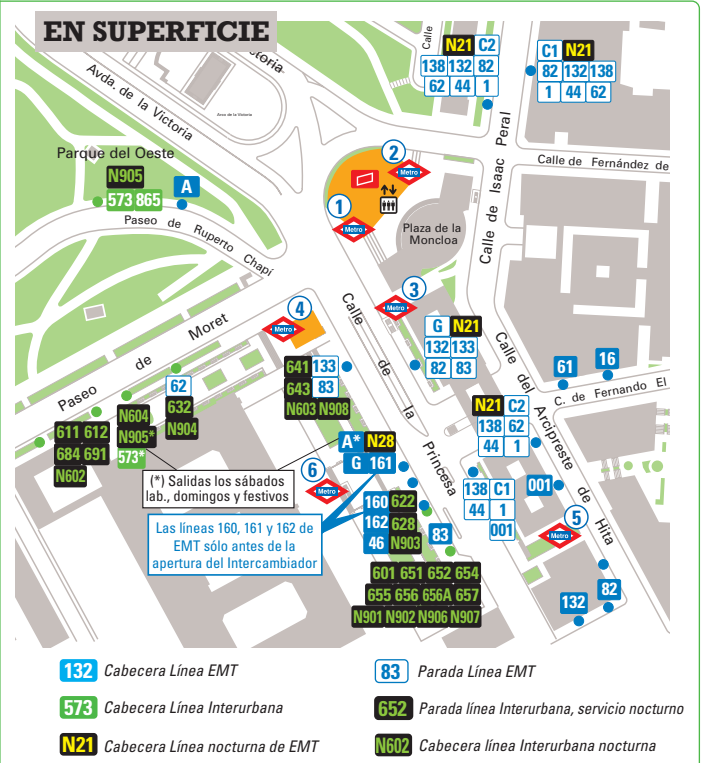 EN SUPERFICIE
Avda. de la Victoria
Victoria
Arco de la Victoria
Calle
N21 C2
138 132 82
62 44 1
C1 N21
82 132 138
1 44 62
Calle de Isaac Peral
Calle de Fernández de
Parque del Oeste
N905
573 865
A
Paseo de Ruperto Chapí
2
Metro
1
Metro
Plaza de la
Moncloa
3
Metro
4
Metro
Calle de la Princesa
G N21
132 133
82 83
Calle del Arcipreste de Hita
61
16
C. de Fernando El
Paseo de Moret
62
632
N904
641 133
643 83
N603 N908
611 612
684 691
N602
N604
N905*
573*
N21 C2
138 62
44 1
A* N28
G 161
(*) Salidas los sábados
lab., domingos y festivos
6
Metro
138 C1
44 1
001
001
5
Metro
Las líneas 160, 161 y 162 de
EMT sólo antes de la
apertura del Intercambiador
160 622
162 628
46 N903
83
601 651 652 654
655 656 656A 657
N901 N902 N906 N907
132
82
132 Cabecera Línea EMT
83 Parada Línea EMT
573 Cabecera Línea Interurbana
652 Parada línea Interurbana, servicio nocturno
N21 Cabecera Línea nocturna de EMT
N602 Cabecera línea Interurbana nocturna